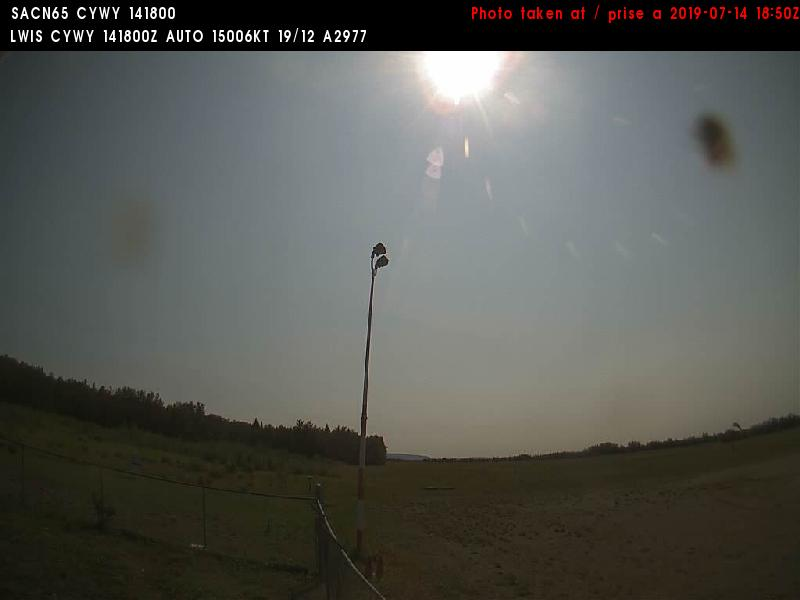 SACN65 CYWY 141800
Photo taken at / prise a 2019-07-14 18:50Z
LWIS CYWY 141800Z AUTO 15006KT 19/12 A2977